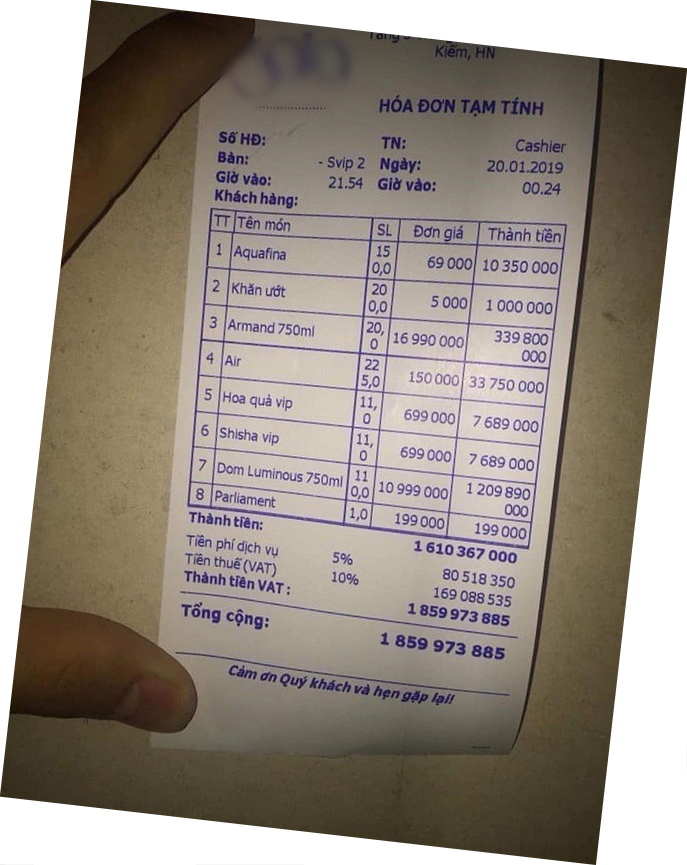 Kiếm, HN
HÓA ĐƠN TẠM TÍNH
Số HĐ: TN: Cashier
Bàn: - Svip 2 Ngày: 20.01.2019
Giờ vào: 21.54 Giờ vào: 00.24
Khách hàng:
TT Tên món SL Đơn giá Thành tiền
1 Aquafina 15 0,0 69 000 10 350 000
2 Khăn ướt 20 0,0 5 000 1 000 000
3 Armand 750ml 20, 0 16 990 000 339 800 000
4 Air 22 5,0 150 000 33 750 000
5 Hoa quả vip 11, 0 699 000 7 689 000
6 Shisha vip 11, 0 699 000 7 689 000
7 Dom Luminous 750ml 11 0,0 10 999 000 1 209 890 000
8 Parliament 1,0 199 000 199 000
Thành tiền: 1 610 367 000
Tiền phí dịch vụ 5% 80 518 350
Tiền thuế (VAT) 10% 169 088 535
Thành tiền VAT : 1 859 973 885
Tổng cộng: 1 859 973 885
Cảm ơn Quý khách và hẹn gặp lại!